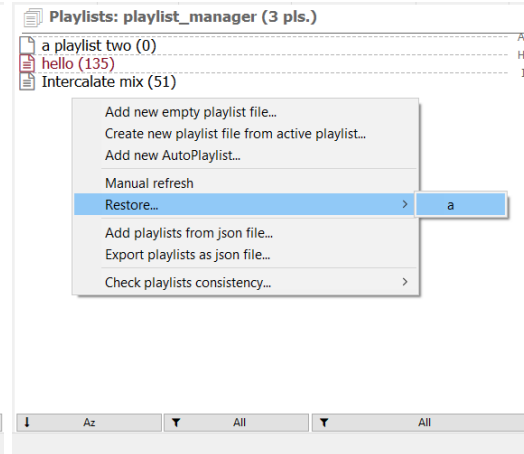 Playlists: playlist_manager (3 pls.)
a playlist two (0)
A
hello (135)
H
Intercalate mix (51)
I
Add new empty playlist file...
Create new playlist file from active playlist...
Add new AutoPlaylist...
Manual refresh
Restore...
a
Add playlists from json file...
Export playlists as json file...
Check playlists consistency...
Az
All
All